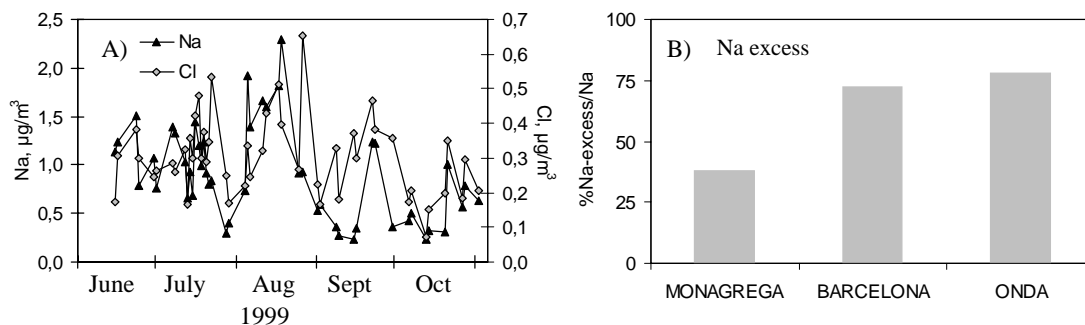 A)
Na
Cl
2,5
2,0
1,5
1,0
0,5
0,0
Na, µg/m³
0,7
0,6
0,5
0,4
0,3
0,2
0,1
0,0
Cl, µg/m³
June July Aug Sept Oct
1999
B) Na excess
100
75
50
25
0
%Na-excess/Na
MONAGREGA BARCELONA ONDA